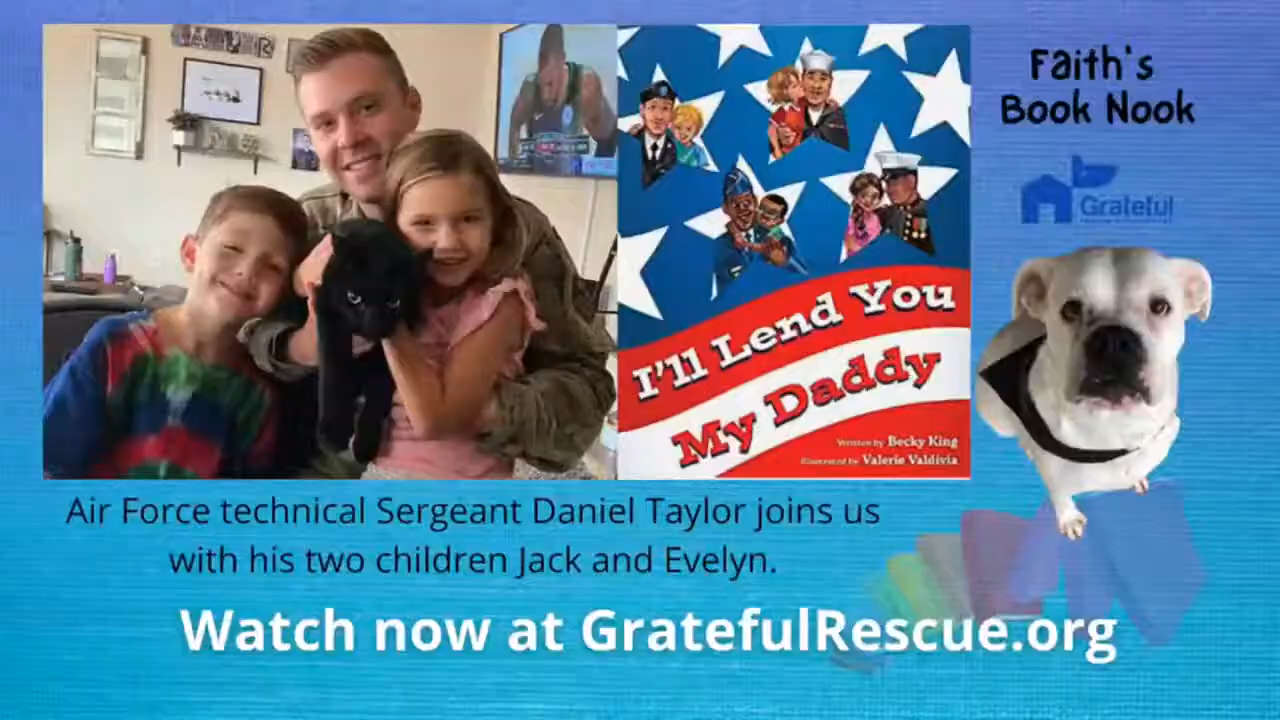 Faith's
Book Nook
Grateful
I'll Lend You
My Daddy
Written by Becky King
Illustrated by Valerie Valdivia
Air Force technical Sergeant Daniel Taylor joins us
with his two children Jack and Evelyn.
Watch now at GratefulRescue.org